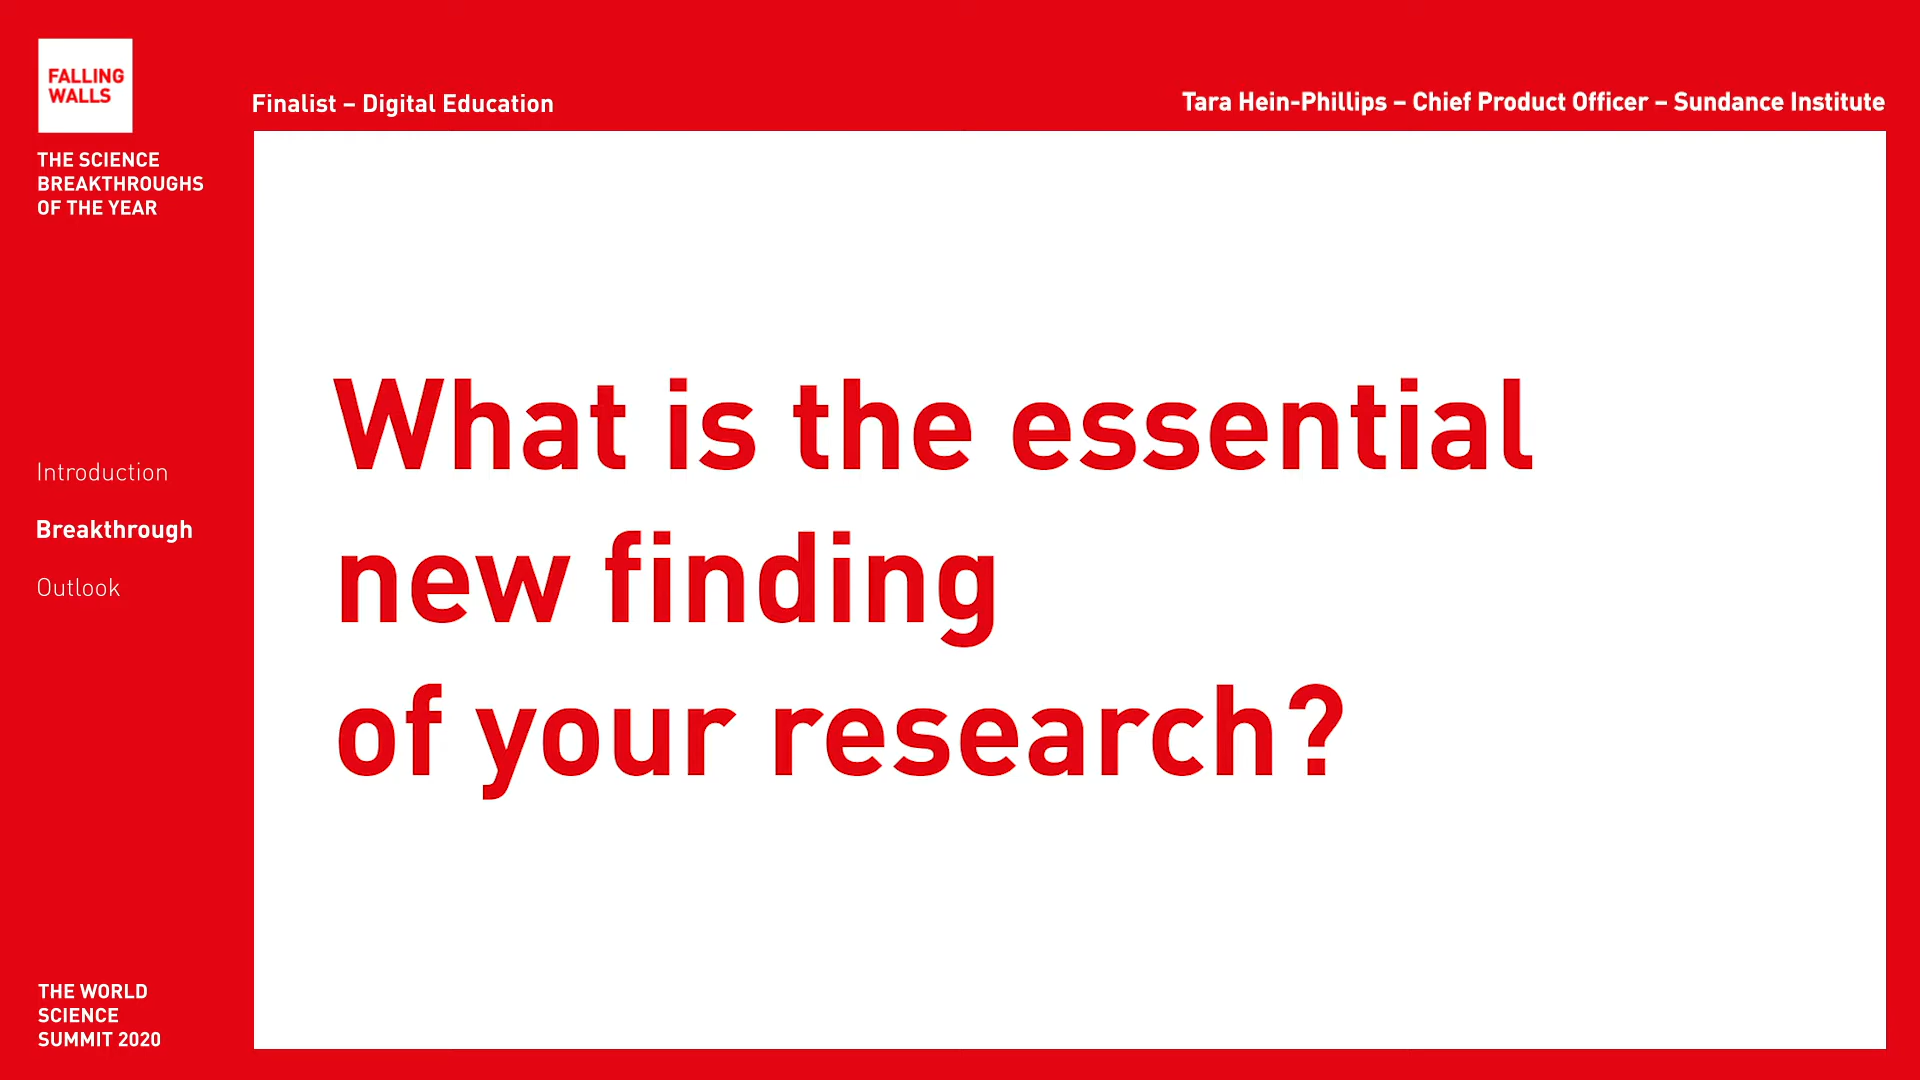 FALLING
WALLS
THE SCIENCE
BREAKTHROUGHS
OF THE YEAR
Finalist – Digital Education
Tara Hein-Phillips – Chief Product Officer – Sundance Institute
Introduction
Breakthrough
Outlook
What is the essential
new finding
of your research?
THE WORLD
SCIENCE
SUMMIT 2020